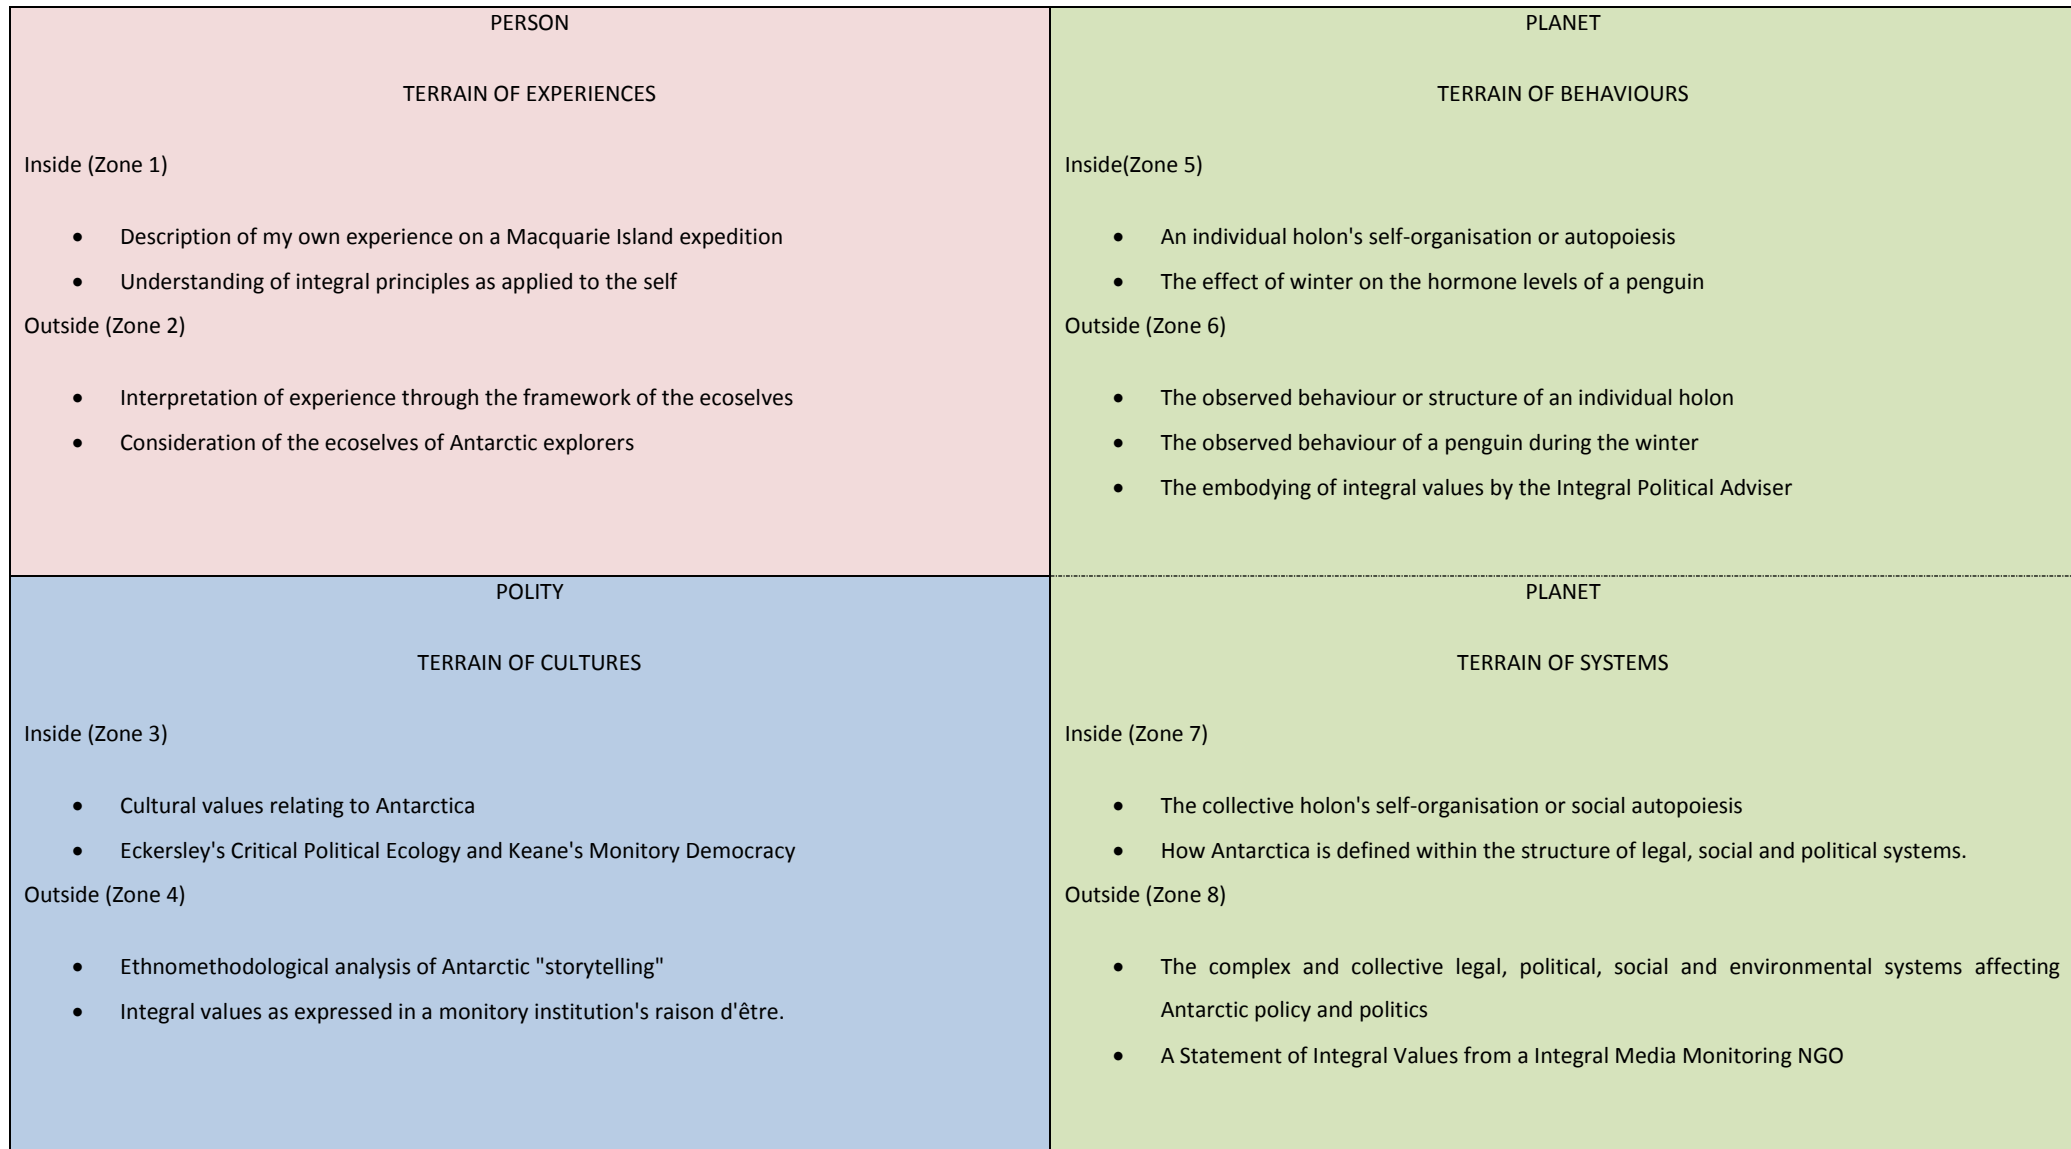 PERSON
TERRAIN OF EXPERIENCES
Inside (Zone 1)
• Description of my own experience on a Macquarie Island expedition
• Understanding of integral principles as applied to the self
Outside (Zone 2)
• Interpretation of experience through the framework of the ecoselves
• Consideration of the ecoselves of Antarctic explorers
PLANET
TERRAIN OF BEHAVIOURS
Inside(Zone 5)
• An individual holon's self-organisation or autopoiesis
• The effect of winter on the hormone levels of a penguin
Outside (Zone 6)
• The observed behaviour or structure of an individual holon
• The observed behaviour of a penguin during the winter
• The embodying of integral values by the Integral Political Adviser
POLITY
TERRAIN OF CULTURES
Inside (Zone 3)
• Cultural values relating to Antarctica
• Eckersley's Critical Political Ecology and Keane's Monitory Democracy
Outside (Zone 4)
• Ethnomethodological analysis of Antarctic "storytelling"
• Integral values as expressed in a monitory institution's raison d'être.
PLANET
TERRAIN OF SYSTEMS
Inside (Zone 7)
• The collective holon's self-organisation or social autopoiesis
• How Antarctica is defined within the structure of legal, social and political systems.
Outside (Zone 8)
• The complex and collective legal, political, social and environmental systems affecting
Antarctic policy and politics
• A Statement of Integral Values from a Integral Media Monitoring NGO